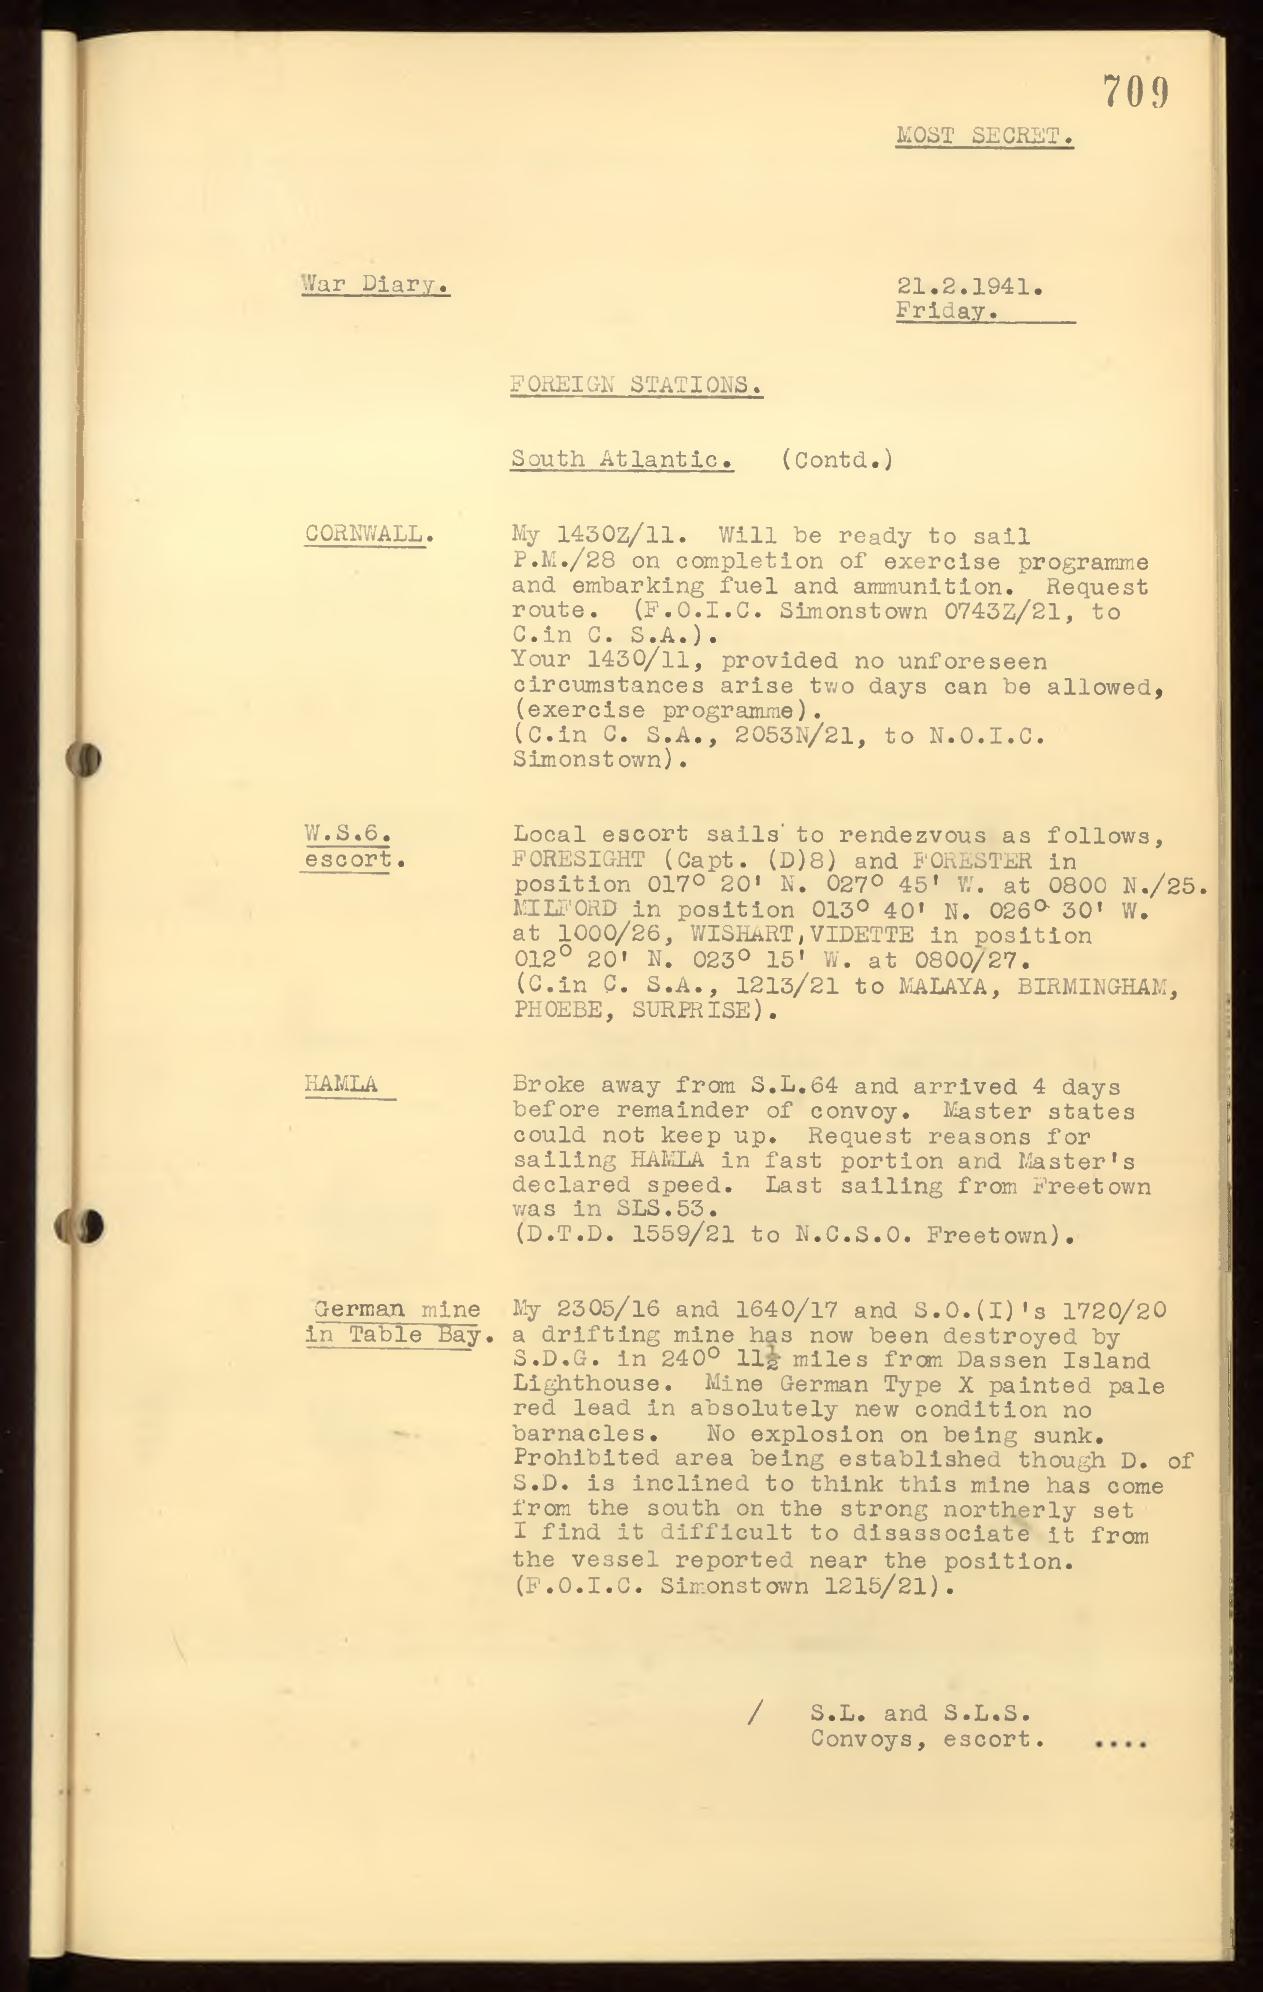 709
MOST SECRET.
War Diary.
21.2.1941.
Friday.
FOREIGN STATIONS.
South Atlantic. (Contd.)
CORNWALL.
My 1430Z/11. Will be ready to sail
P.M./28 on completion of exercise programme
and embarking fuel and ammunition. Request
route. (F.O.I.C. Simonstown 0743Z/21, to
C.in C. S.A.).
Your 1430/11, provided no unforeseen
circumstances arise two days can be allowed,
(exercise programme).
(C.in C. S.A., 2053N/21, to N.O.I.C.
Simonstown).
W.S.6.
escort.
Local escort sails to rendezvous as follows,
FORESIGHT (Capt. (D)8) and FORESTER in
position 017° 20' N. 027° 45' W. at 0800 N./25.
MILFORD in position 013° 40' N. 026° 30' W.
at 1000/26, WISHART,VIDETTE in position
012° 20' N. 023° 15' W. at 0800/27.
(C.in C. S.A., 1213/21 to MALAYA, BIRMINGHAM,
PHOEBE, SURPRISE).
HAMLA
Broke away from S.L.64 and arrived 4 days
before remainder of convoy. Master states
could not keep up. Request reasons for
sailing HAMLA in fast portion and Master's
declared speed. Last sailing from Freetown
was in SLS.53.
(D.T.D. 1559/21 to N.C.S.O. Freetown).
German mine
in Table Bay.
My 2305/16 and 1640/17 and S.O.(I)'s 1720/20
a drifting mine has now been destroyed by
S.D.G. in 240° 11½ miles from Dassen Island
Lighthouse. Mine German Type X painted pale
red lead in absolutely new condition no
barnacles. No explosion on being sunk.
Prohibited area being established though D. of
S.D. is inclined to think this mine has come
from the south on the strong northerly set
I find it difficult to disassociate it from
the vessel reported near the position.
(F.O.I.C. Simonstown 1215/21).
/ S.L. and S.L.S.
Convoys, escort. ....